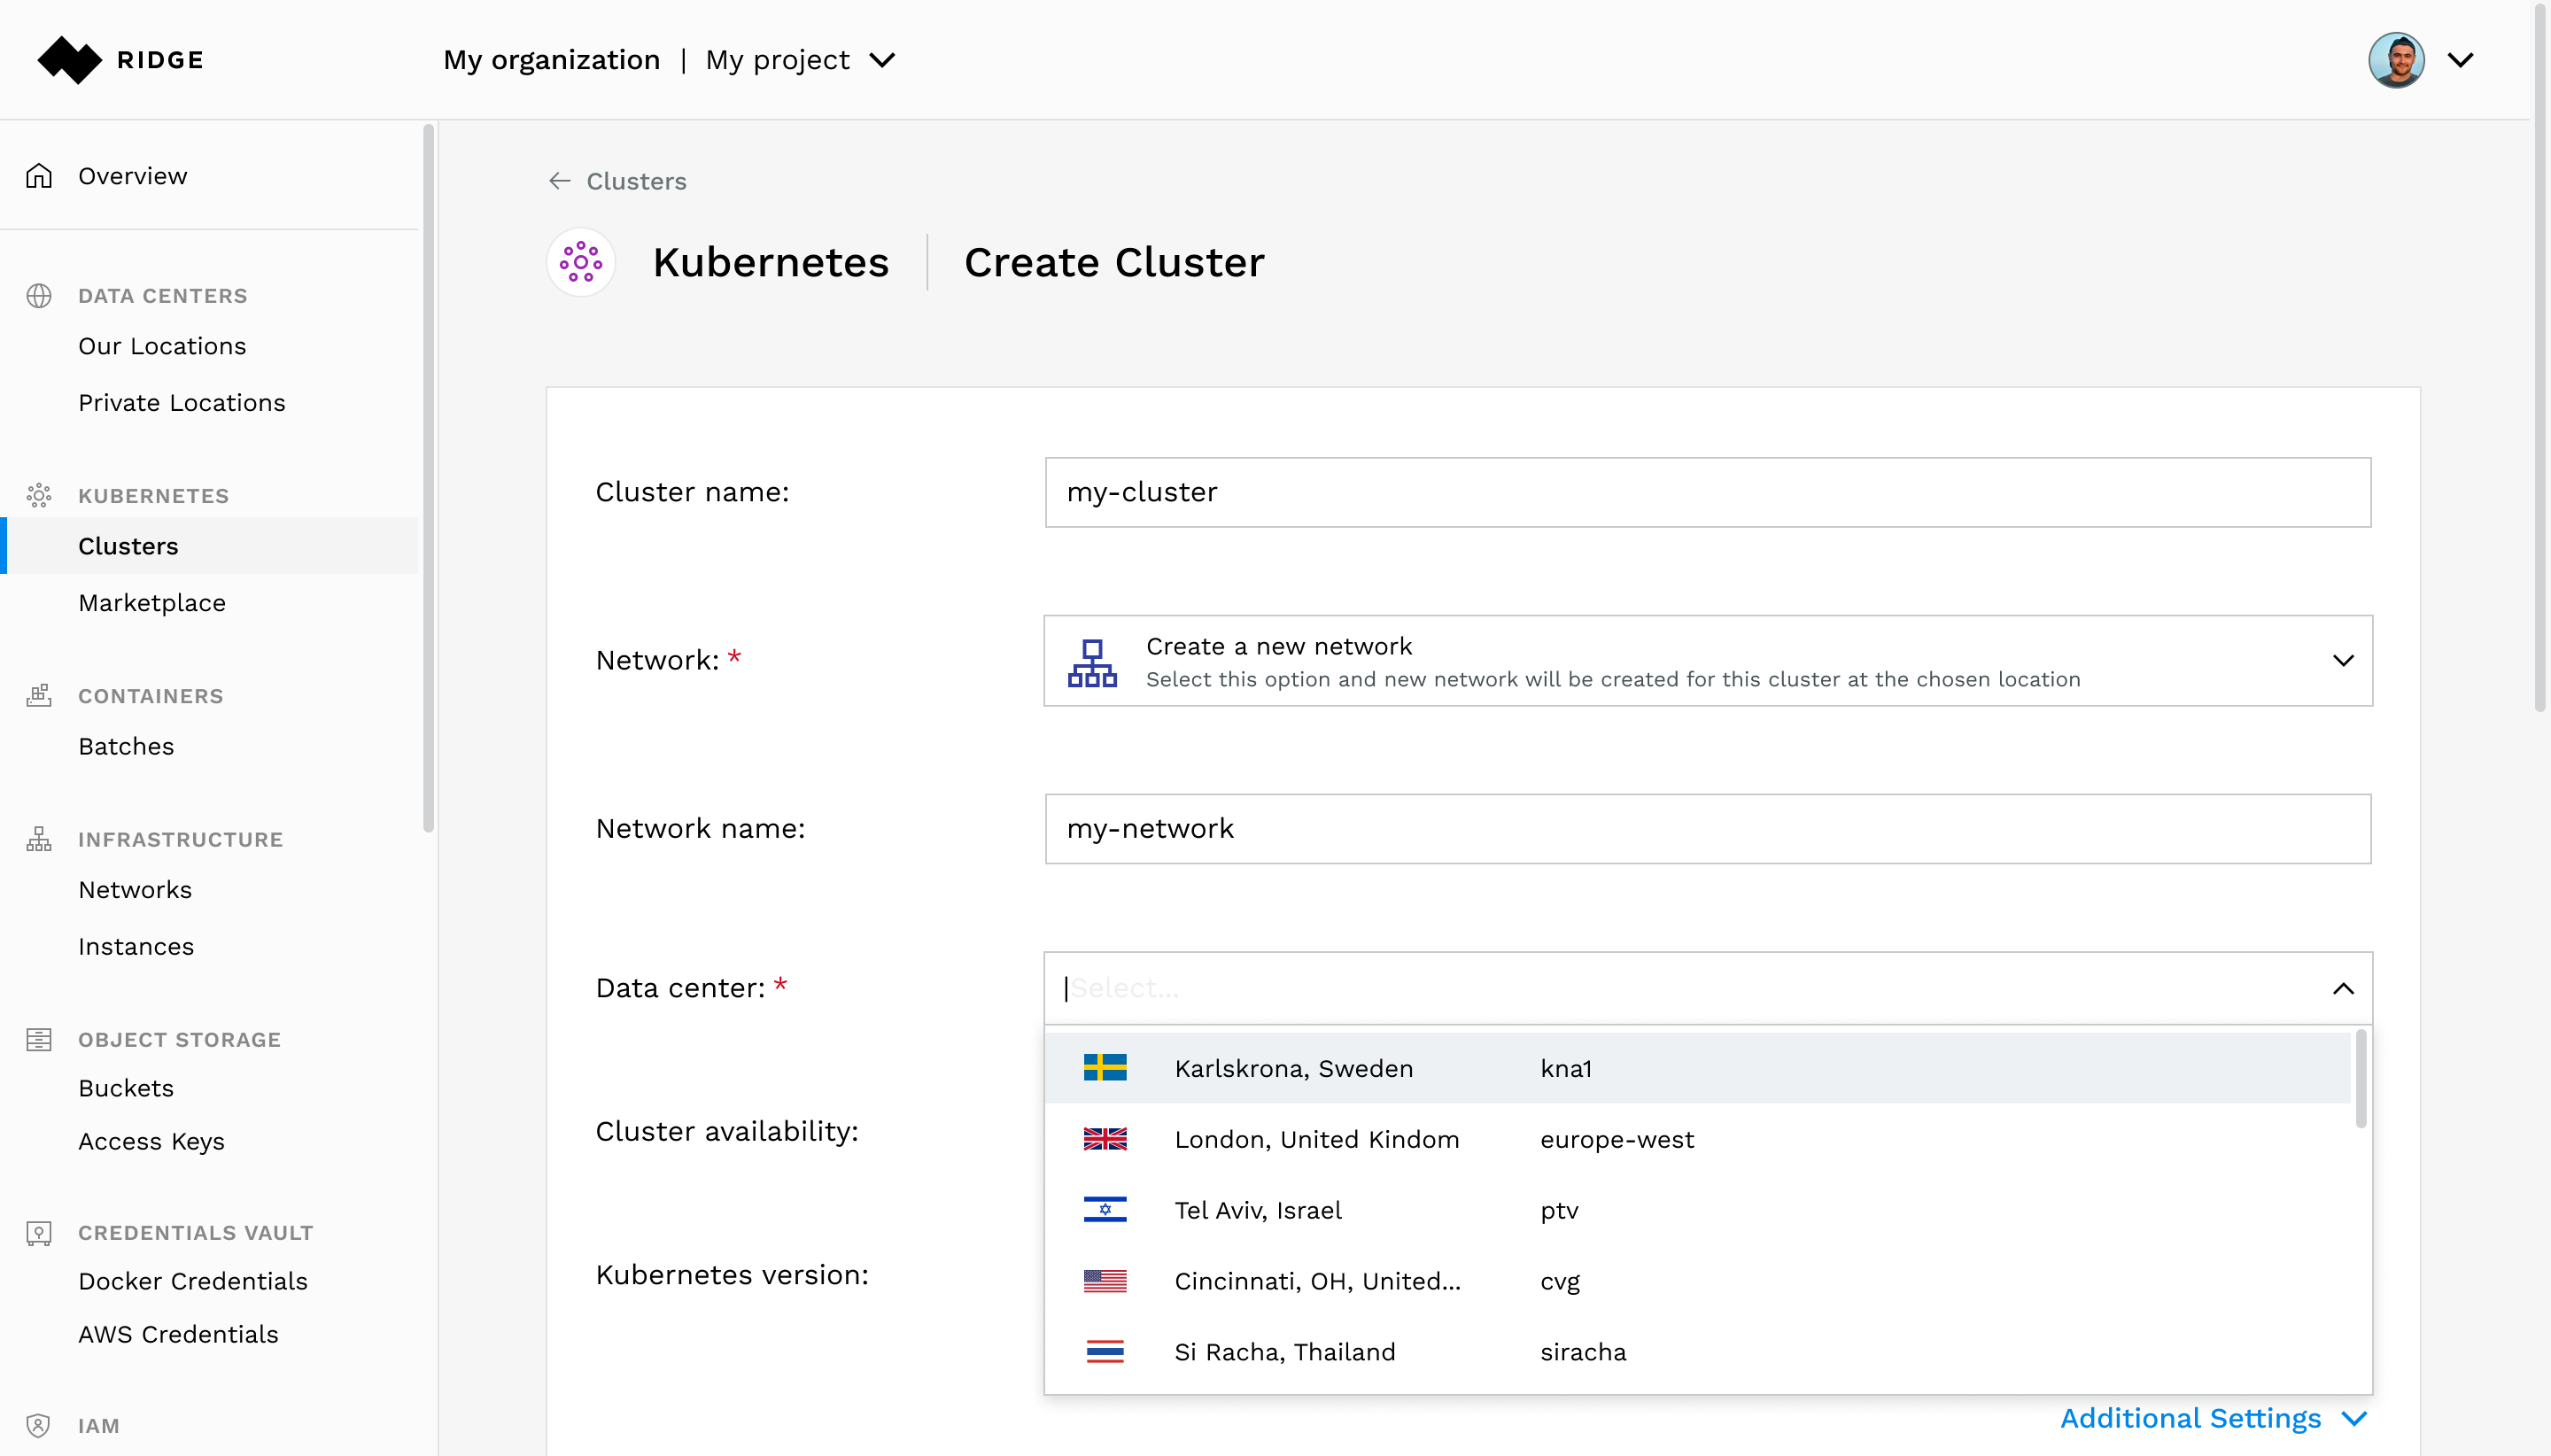 RIDGE
My organization | My project
Overview
DATA CENTERS
Our Locations
Private Locations
KUBERNETES
Clusters
Marketplace
CONTAINERS
Batches
INFRASTRUCTURE
Networks
Instances
OBJECT STORAGE
Buckets
Access Keys
CREDENTIALS VAULT
Docker Credentials
AWS Credentials
IAM
Clusters
Kubernetes
Create Cluster
Cluster name:
my-cluster
Network: *
Create a new network
Select this option and new network will be created for this cluster at the chosen location
Network name:
my-network
Data center: *
Select...
Karlskrona, Sweden kna1
London, United Kindom europe-west
Tel Aviv, Israel ptv
Cincinnati, OH, United... cvg
Si Racha, Thailand siracha
Cluster availability:
Kubernetes version:
Additional Settings